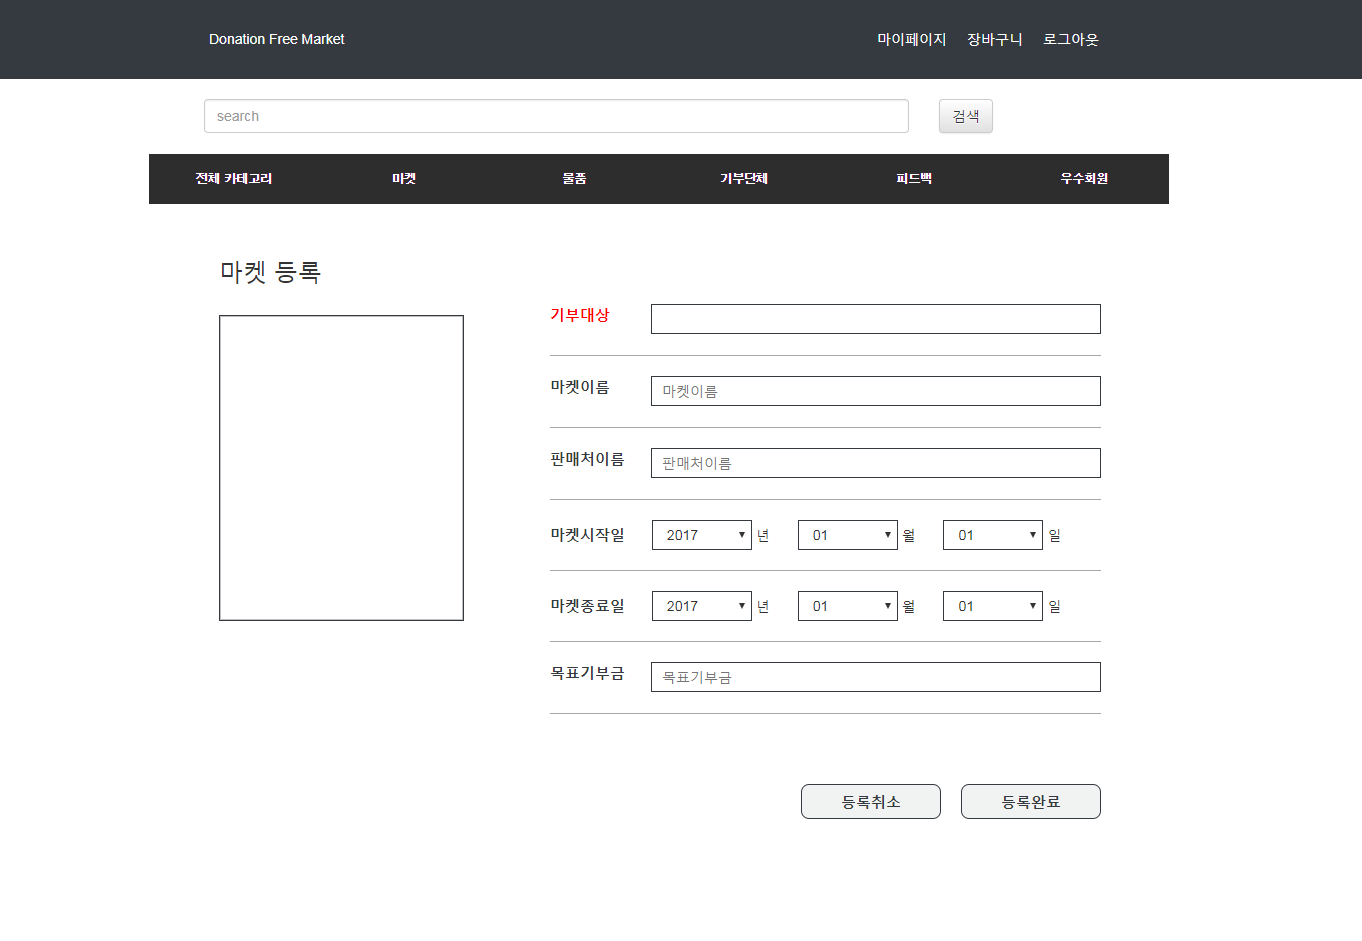 Donation Free Market 마이페이지 장바구니 로그아웃
search 검색
전체 카테고리 마켓 물품 기부단체 피드백 우수회원
마켓 등록
기부대상
마켓이름 마켓이름
판매처이름 판매처이름
마켓시작일 2017 년 01 월 01 일
마켓종료일 2017 년 01 월 01 일
목표기부금 목표기부금
등록취소 등록완료